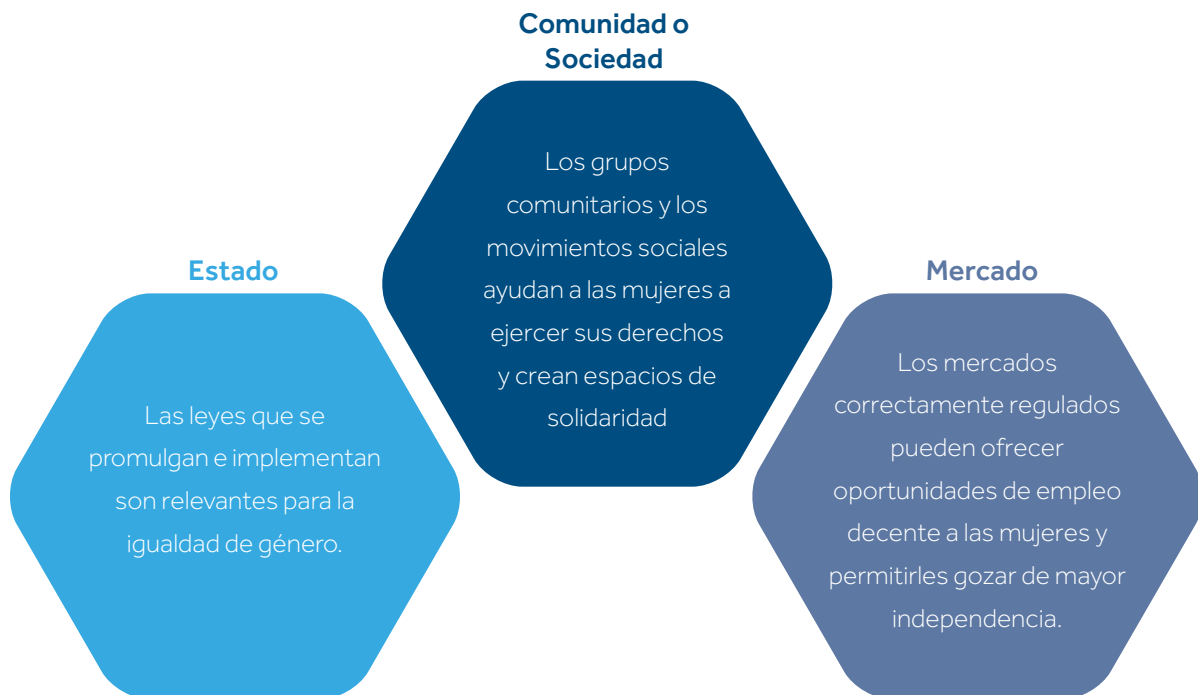 Comunidad o
Sociedad
Los grupos
comunitarios y los
movimientos sociales
ayudan a las mujeres a
ejercer sus derechos
y crean espacios de
solidaridad
Estado
Las leyes que se
promulgan e implementan
son relevantes para la
igualdad de género.
Mercado
Los mercados
correctamente regulados
pueden ofrecer
oportunidades de empleo
decente a las mujeres y
permitirles gozar de mayor
independencia.